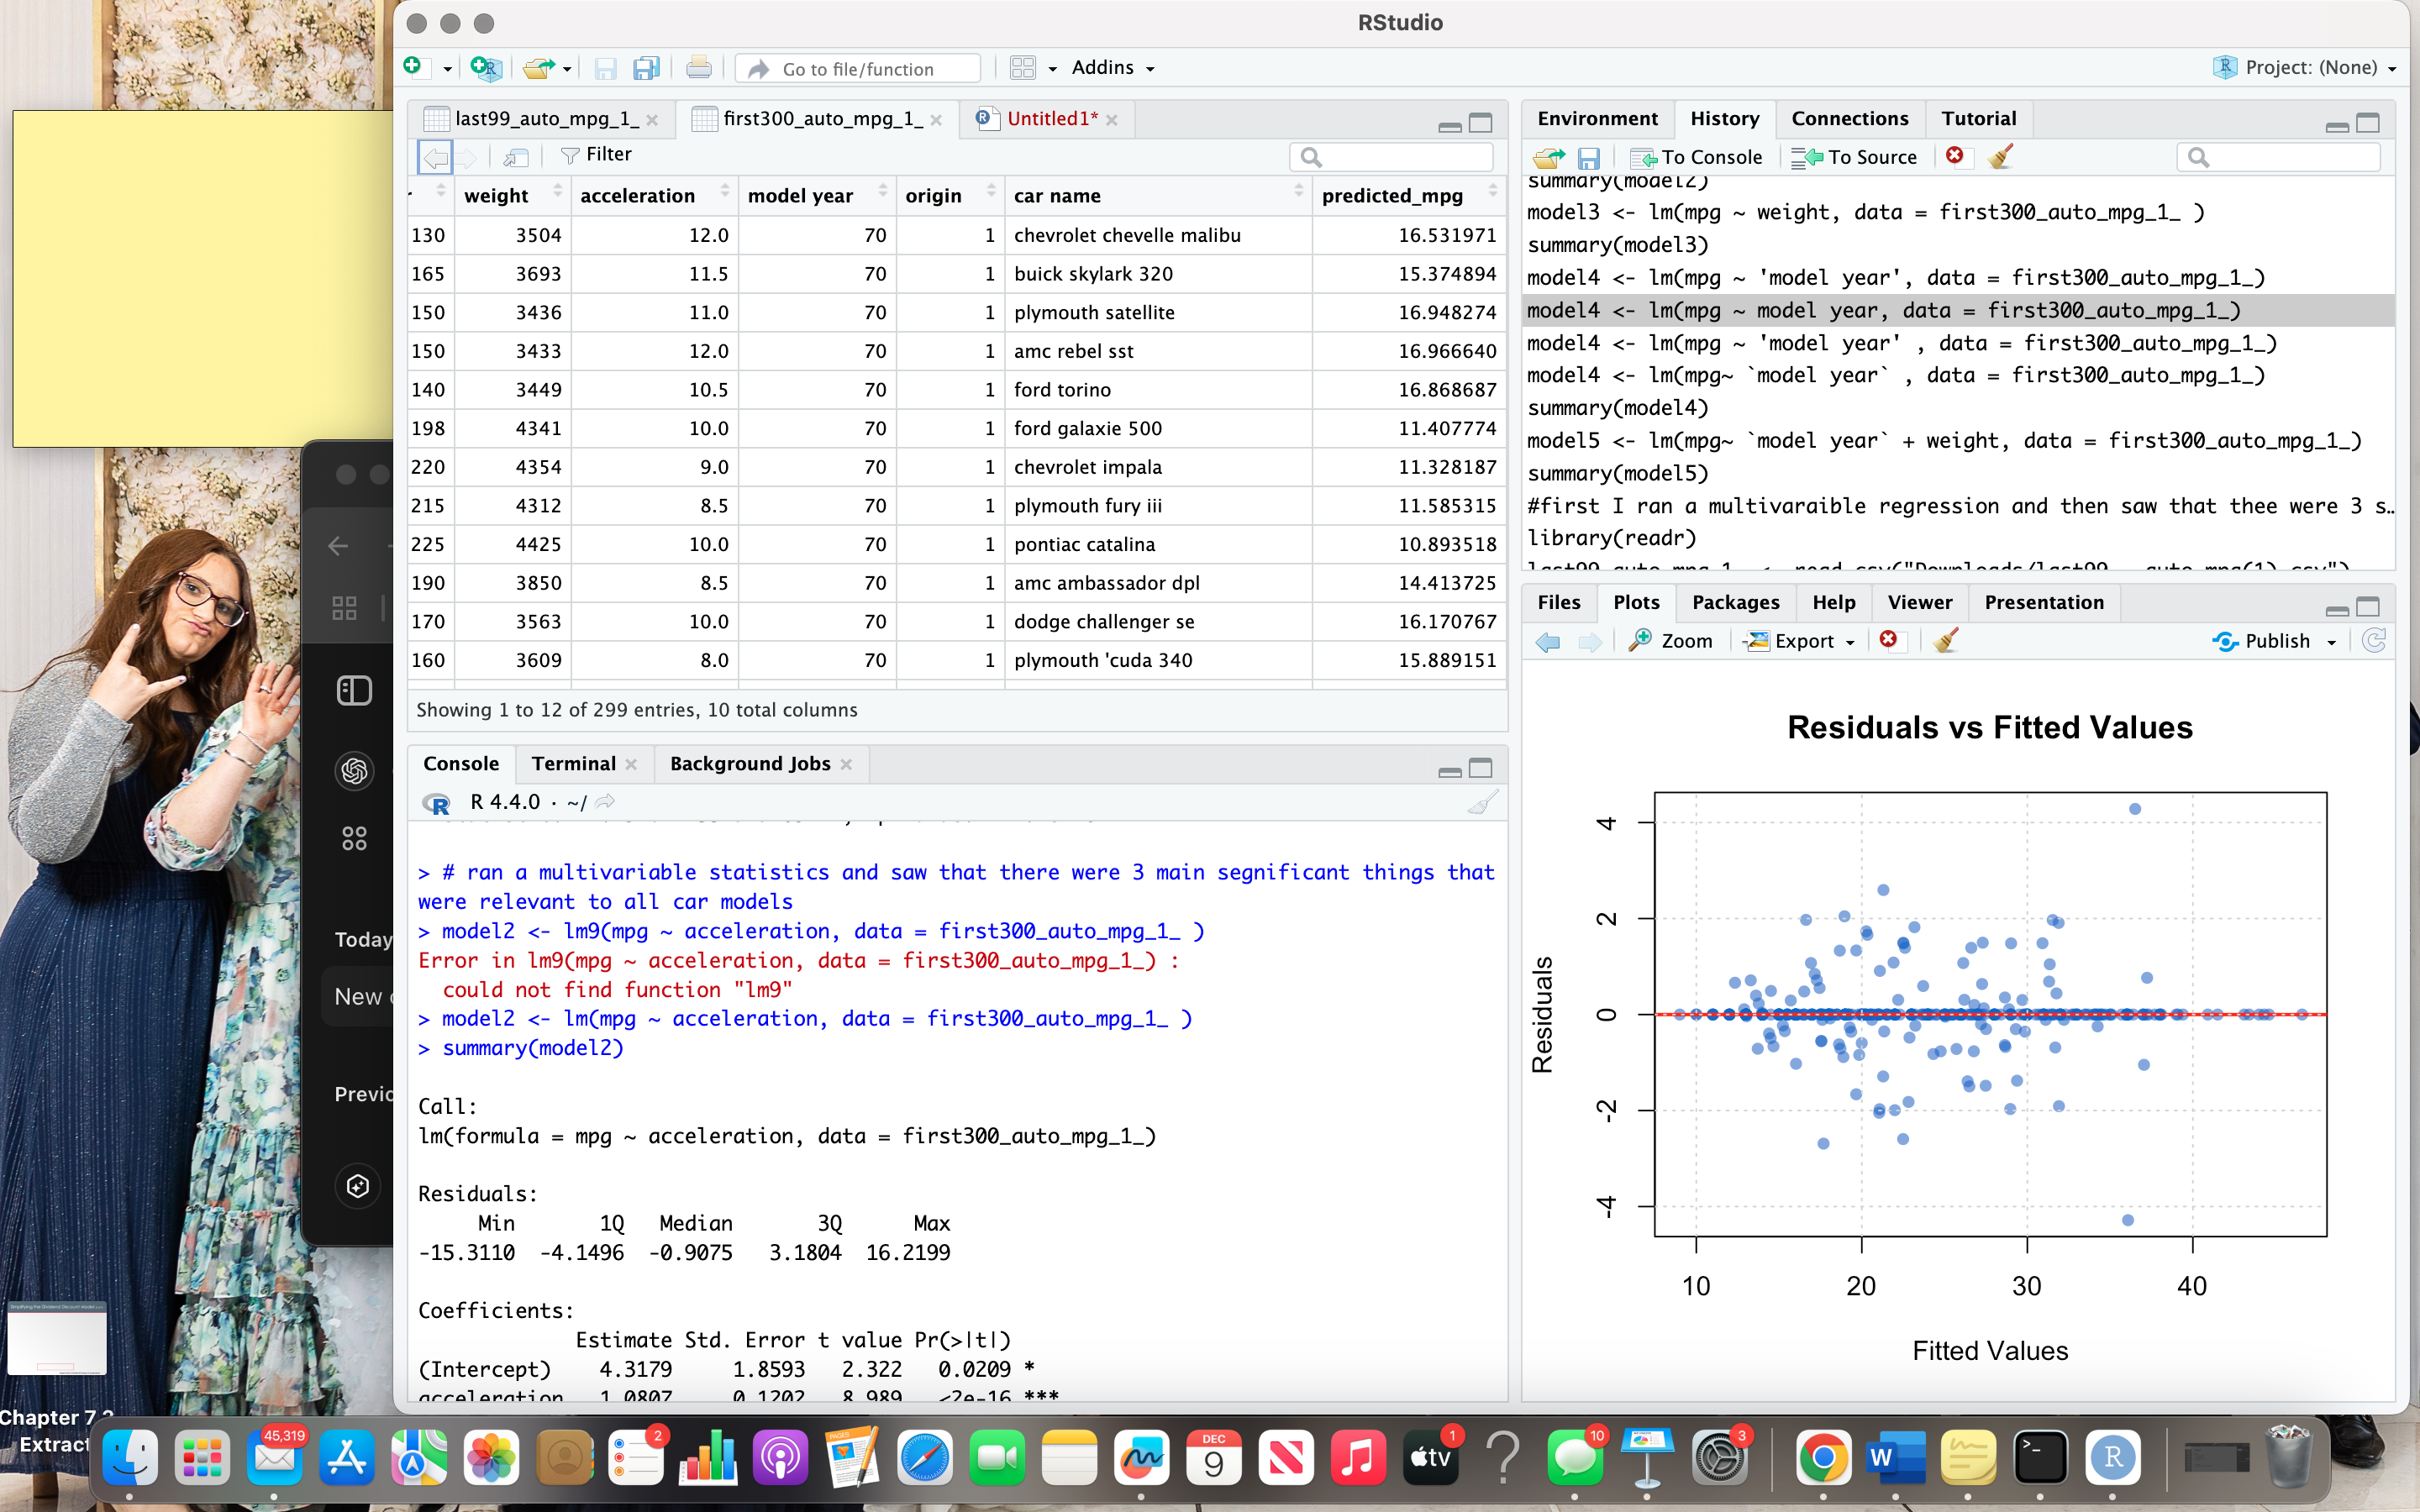 RStudio
Go to file/function
Addins
Project: (None)
last99_auto_mpg_1_
first300_auto_mpg_1_
Untitled1*
Filter
weight acceleration model year origin car name predicted_mpg
130 3504 12.0 70 1 chevrolet chevelle malibu 16.531971
165 3693 11.5 70 1 buick skylark 320 15.374894
150 3436 11.0 70 1 plymouth satellite 16.948274
150 3433 12.0 70 1 amc rebel sst 16.966640
140 3449 10.5 70 1 ford torino 16.868687
198 4341 10.0 70 1 ford galaxie 500 11.407774
220 4354 9.0 70 1 chevrolet impala 11.328187
215 4312 8.5 70 1 plymouth fury iii 11.585315
225 4425 10.0 70 1 pontiac catalina 10.893518
190 3850 8.5 70 1 amc ambassador dpl 14.413725
170 3563 10.0 70 1 dodge challenger se 16.170767
160 3609 8.0 70 1 plymouth 'cuda 340 15.889151
Showing 1 to 12 of 299 entries, 10 total columns
Console Terminal Background Jobs
R 4.4.0 · ~/
> # ran a multivariable statistics and saw that there were 3 main segnificant things that
were relevant to all car models
> model2 <- lm9(mpg ~ acceleration, data = first300_auto_mpg_1_ )
Error in lm9(mpg ~ acceleration, data = first300_auto_mpg_1_) :
could not find function "lm9"
> model2 <- lm(mpg ~ acceleration, data = first300_auto_mpg_1_ )
> summary(model2)
Call:
lm(formula = mpg ~ acceleration, data = first300_auto_mpg_1_)
Residuals:
Min 1Q Median 3Q Max
-15.3110 -4.1496 -0.9075 3.1804 16.2199
Coefficients:
Estimate Std. Error t value Pr(>|t|)
(Intercept) 4.3179 1.8593 2.322 0.0209 *
acceleration 1.0807 0.1202 8.989 <2e-16 ***
Environment History Connections Tutorial
To Console To Source
summary(model2)
model3 <- lm(mpg ~ weight, data = first300_auto_mpg_1_ )
summary(model3)
model4 <- lm(mpg ~ 'model year', data = first300_auto_mpg_1_)
model4 <- lm(mpg ~ model year, data = first300_auto_mpg_1_)
model4 <- lm(mpg ~ 'model year' , data = first300_auto_mpg_1_)
model4 <- lm(mpg~ `model year` , data = first300_auto_mpg_1_)
summary(model4)
model5 <- lm(mpg~ `model year` + weight, data = first300_auto_mpg_1_)
summary(model5)
#first I ran a multivaraible regression and then saw that thee were 3 s…
library(readr)
Files Plots Packages Help Viewer Presentation
Zoom Export Publish
Residuals vs Fitted Values
Residuals
4
2
0
-2
-4
10 20 30 40
Fitted Values
Today
New
Previo
Chapter 7.2
Extract
45,319
2
DEC
9
tv
1
10
3
PAGES
W
R